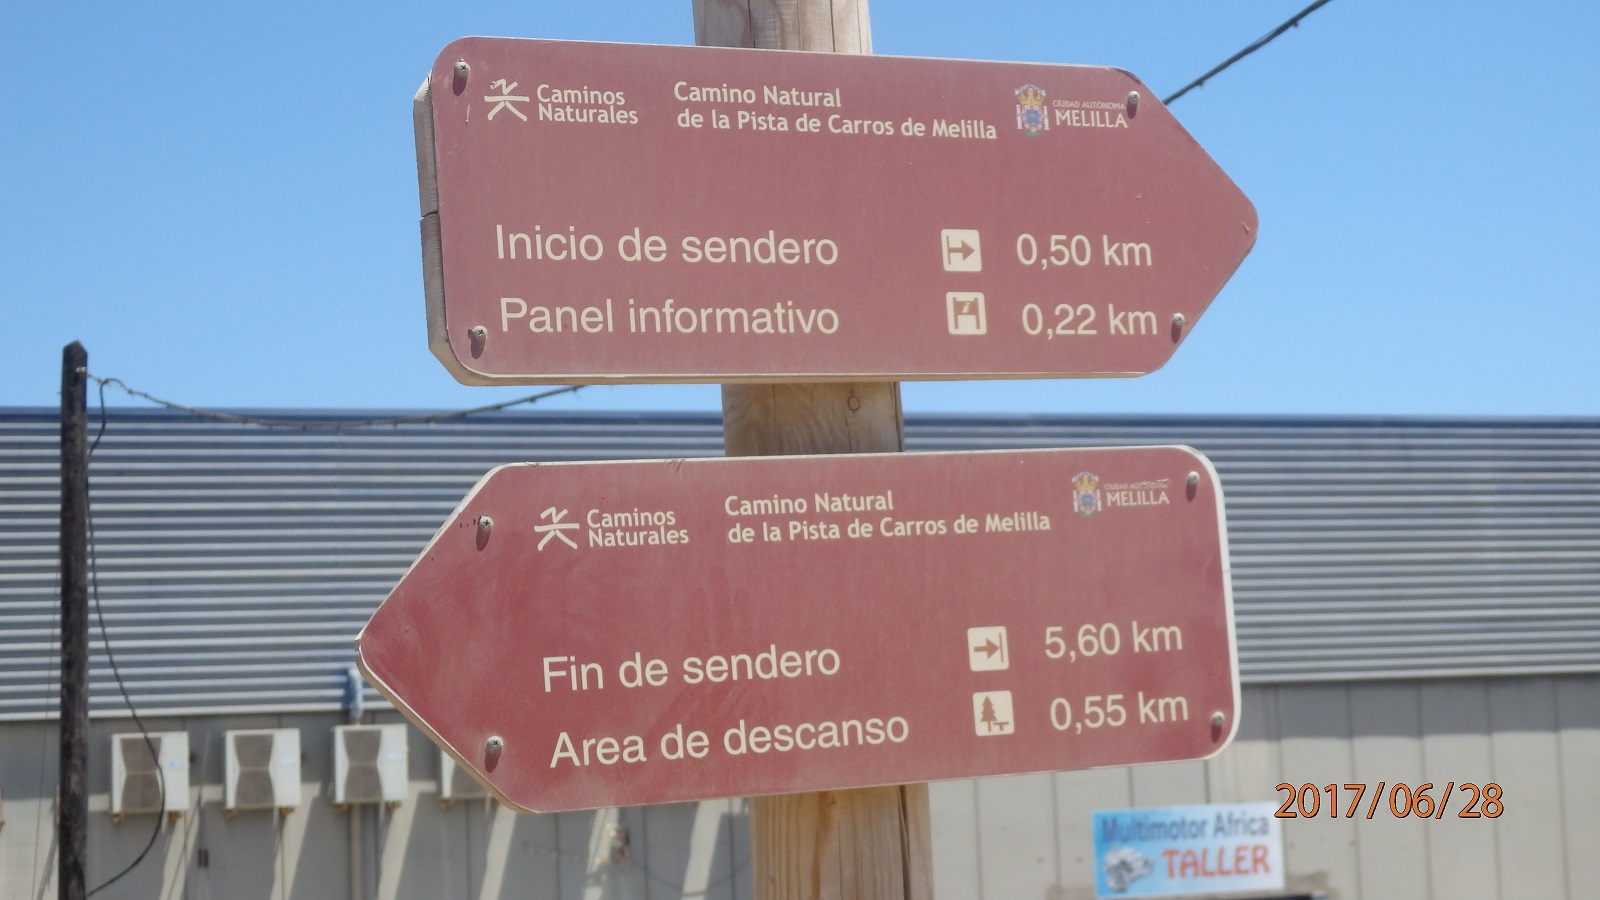 Caminos
Naturales
Camino Natural
de la Pista de Carros de Melilla
CIUDAD AUTÓNOMA
MELILLA
Inicio de sendero
0,50 km
Panel informativo
i
0,22 km
Caminos
Naturales
Camino Natural
de la Pista de Carros de Melilla
CIUDAD AUTÓNOMA
MELILLA
Fin de sendero
5,60 km
Area de descanso
0,55 km
2017/06/28
Multimotor Africa
TALLER